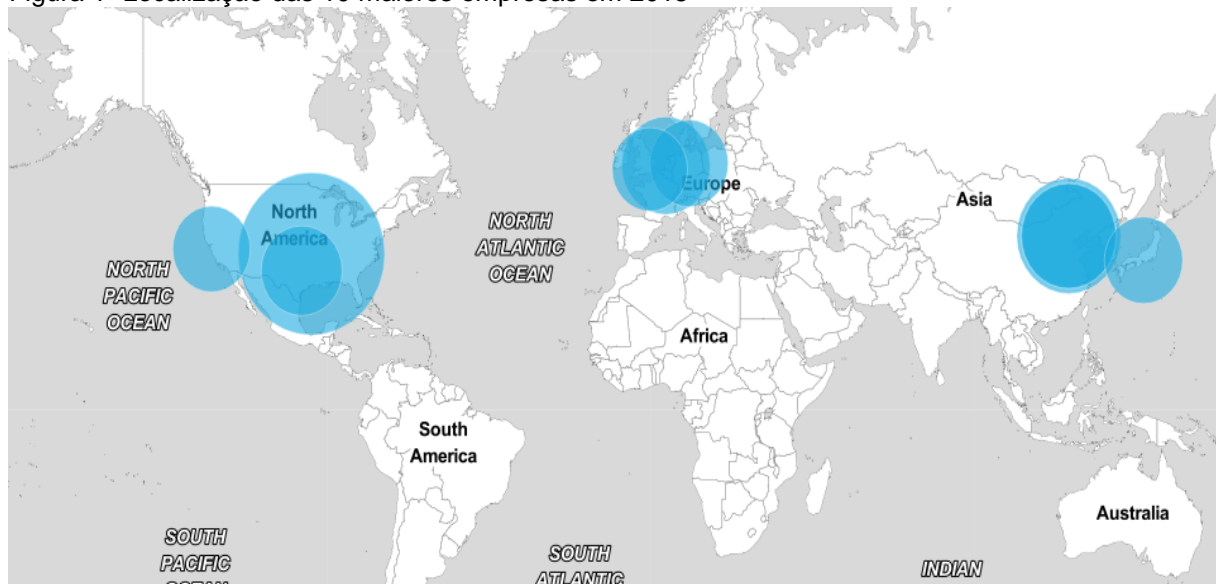 North
America
NORTH
PACIFIC
OCEAN
NORTH
ATLANTIC
OCEAN
Europe
Asia
Africa
South
America
Australia
SOUTH
PACIFIC
SOUTH
ATLANTIC
INDIAN